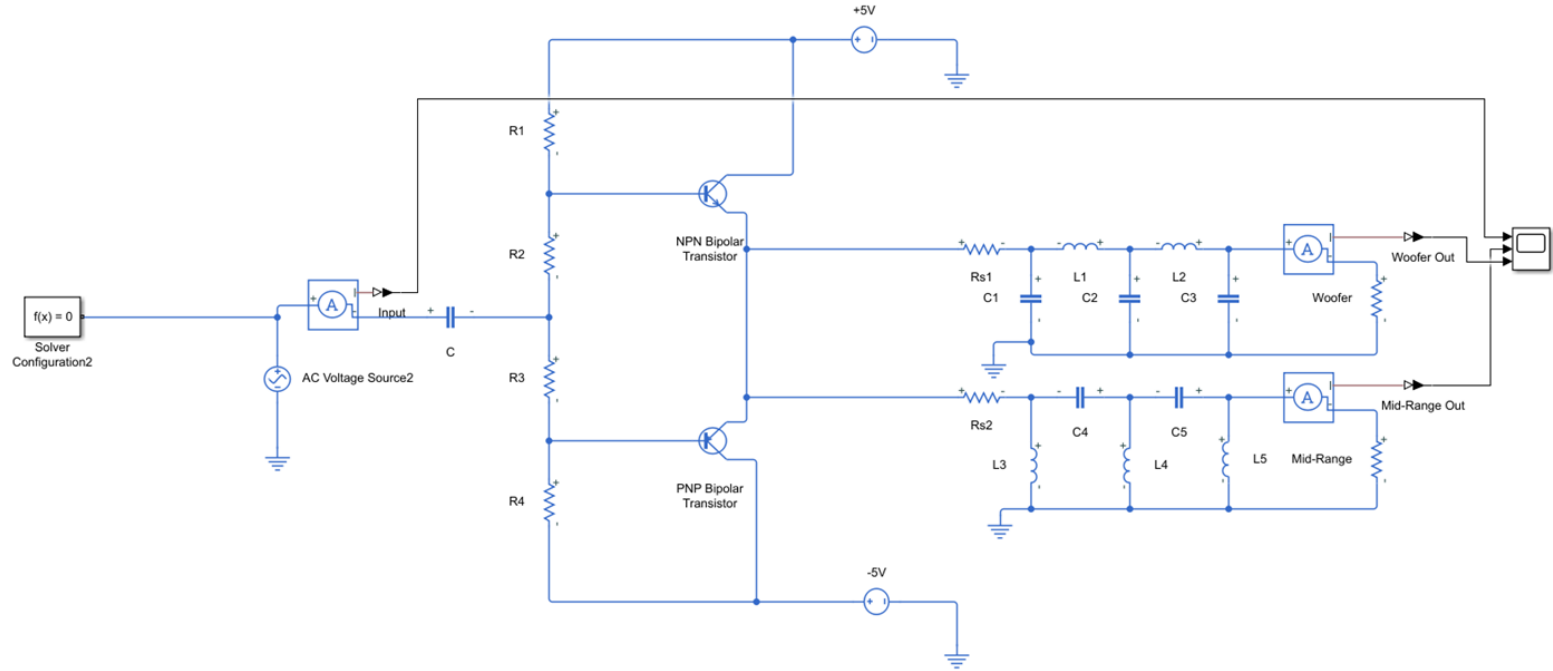 +5V
R1
NPN Bipolar
Transistor
R2
Rs1
C1
L1
C2
L2
C3
A
Woofer
Woofer Out
f(x) = 0
Solver
Configuration2
A
Input
C
AC Voltage Source2
R3
Rs2
C4
C5
A
Mid-Range Out
L3
L4
L5
Mid-Range
R4
PNP Bipolar
Transistor
-5V